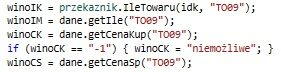 winoIK = przekaznik.IleTowaru(idk, "TO09");
winoIM = dane.getIle("TO09");
winoCK = dane.getCenaKup("TO09");
if (winoCK == "-1") { winoCK = "niemożliwe"; }
winoCS = dane.getCenaSp("TO09");